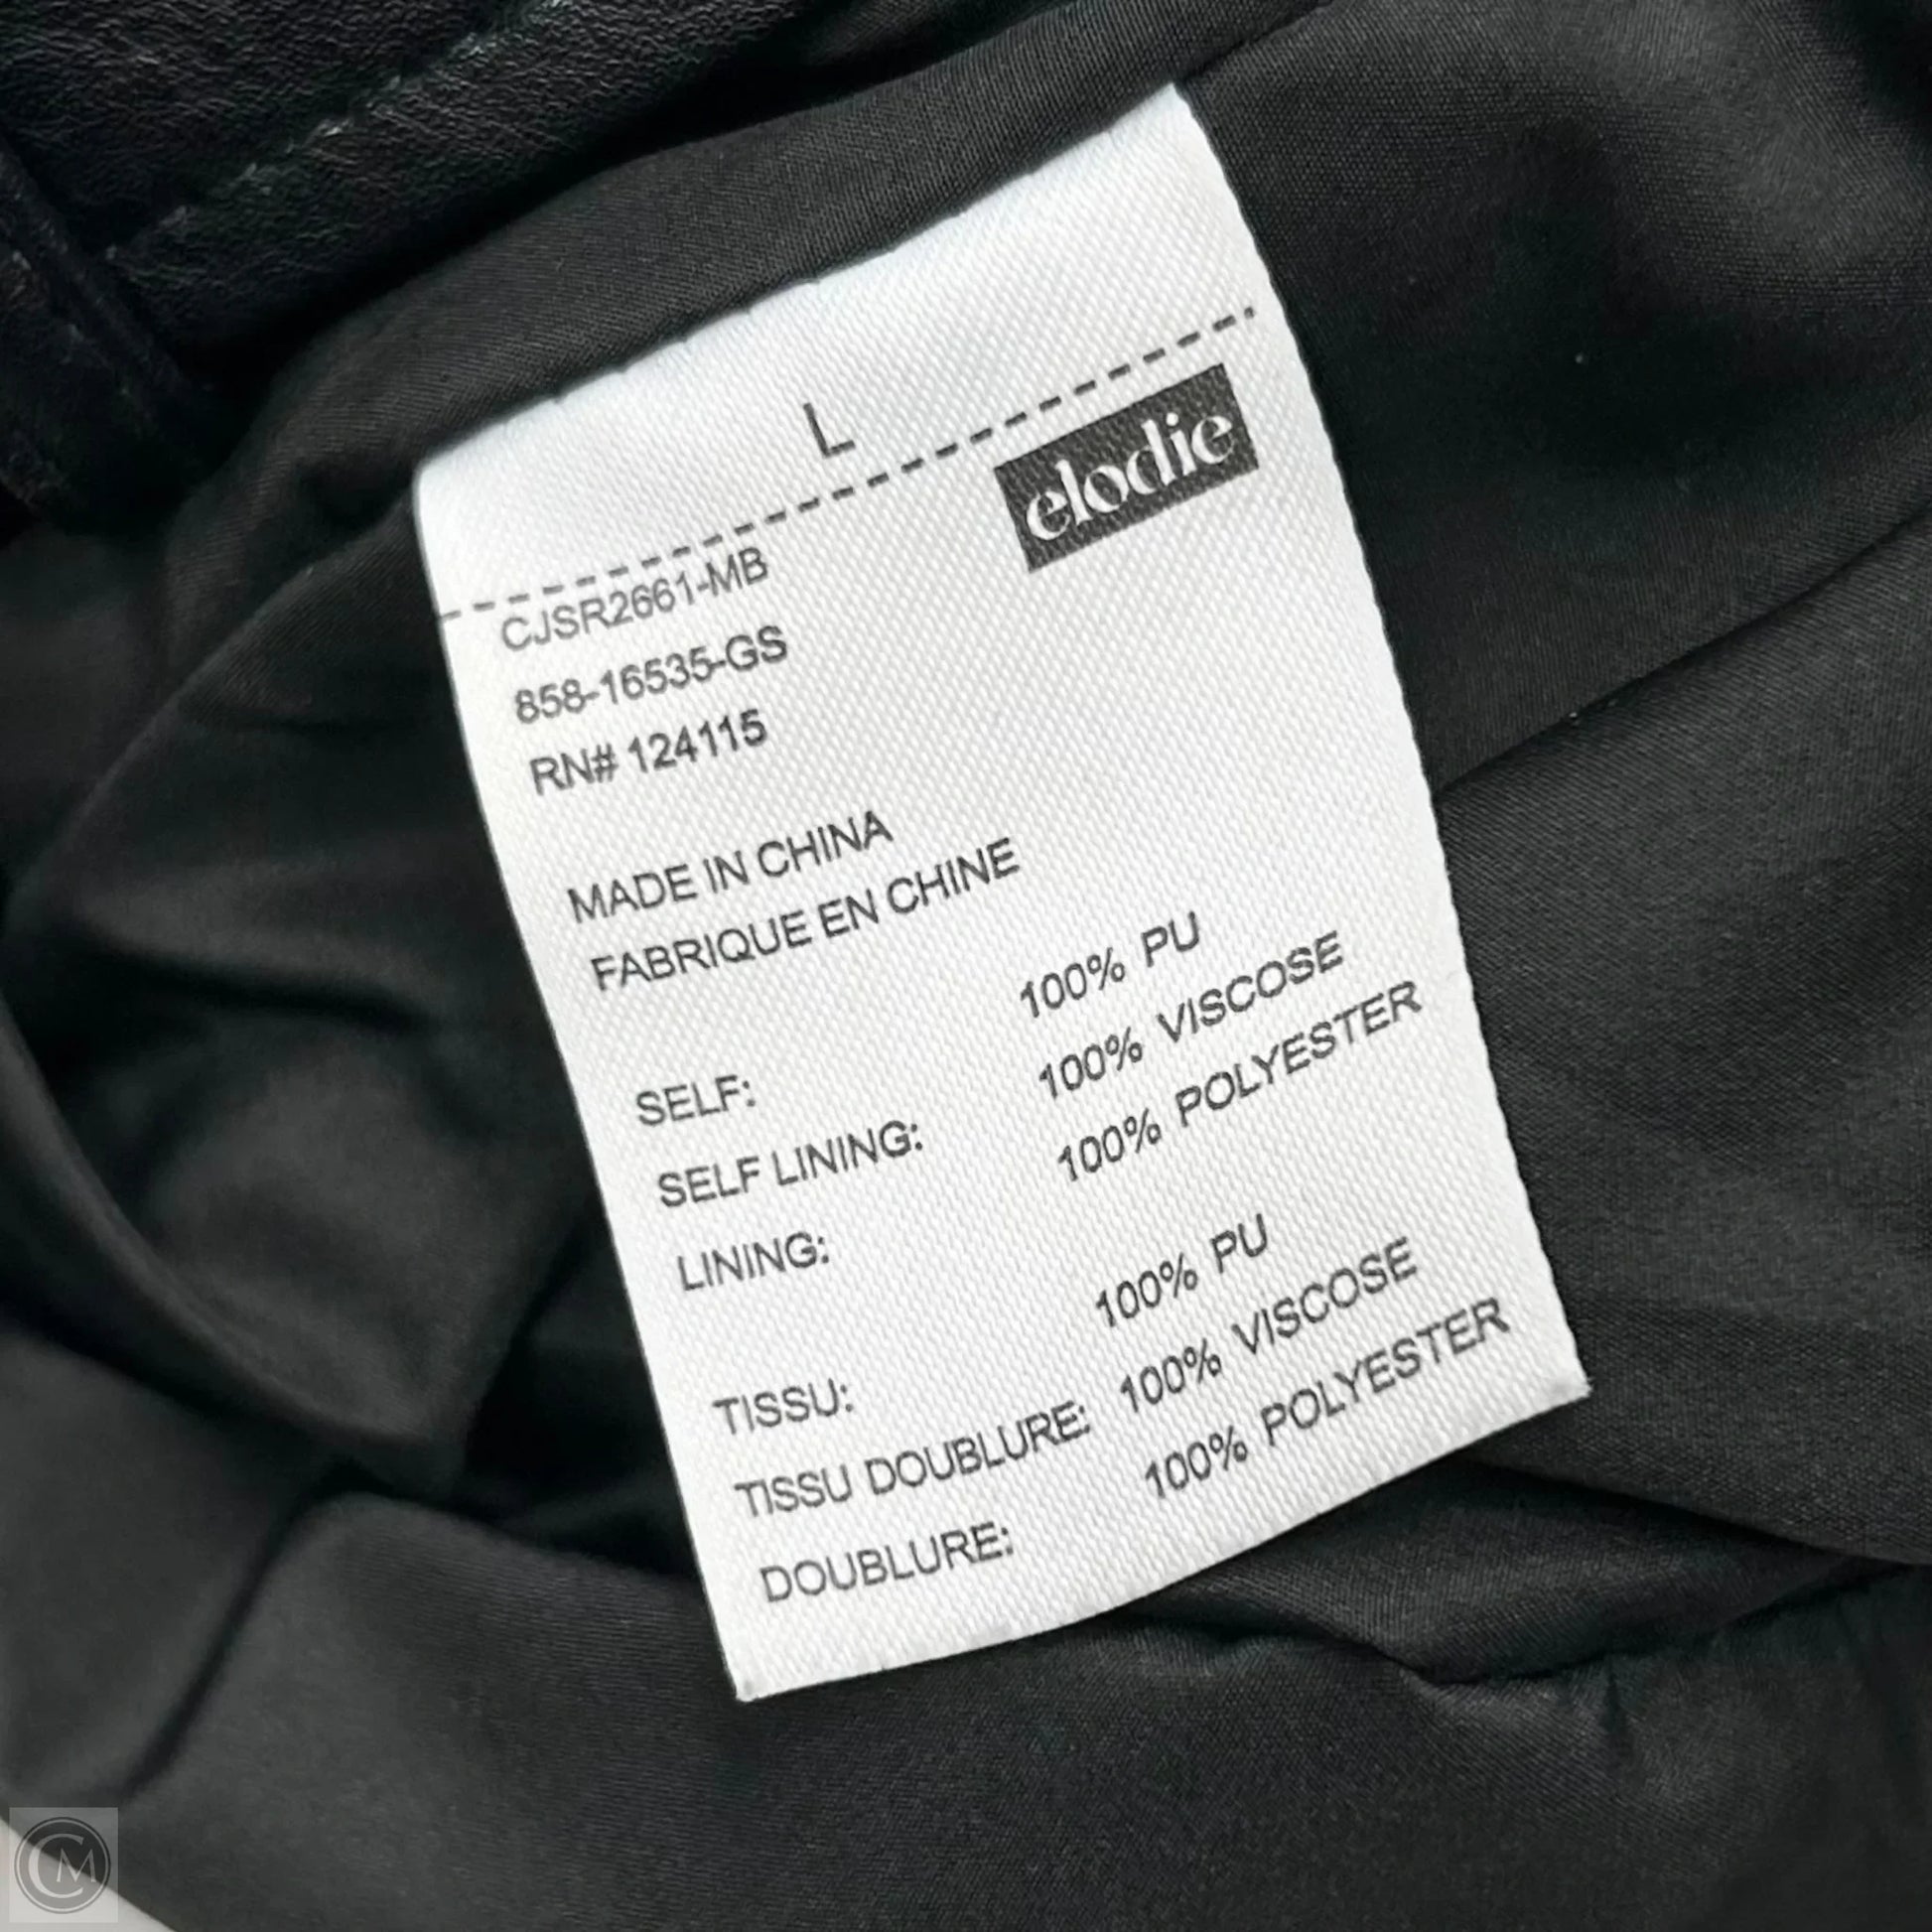 L
elodie
CJSR2661-MB
858-16535-GS
RN# 124115
MADE IN CHINA
FABRIQUE EN CHINE
SELF: 100% PU
SELF LINING: 100% VISCOSE
LINING: 100% POLYESTER
TISSU: 100% PU
TISSU DOUBLURE: 100% VISCOSE
DOUBLURE: 100% POLYESTER
CM